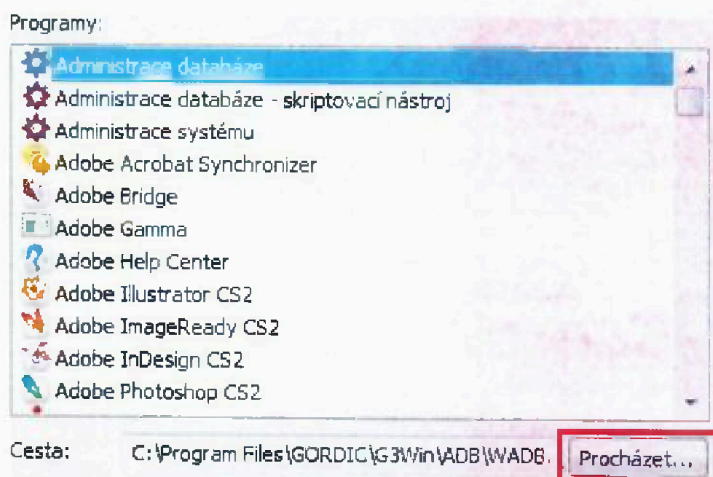 Programy:
Administrace databáze
Administrace databáze - skriptovací nástroj
Administrace systému
Adobe Acrobat Synchronizer
Adobe Bridge
Adobe Gamma
Adobe Help Center
Adobe Illustrator CS2
Adobe ImageReady CS2
Adobe InDesign CS2
Adobe Photoshop CS2
Cesta: C:\Program Files\GORDIC\G3Win\ADB\WADB. Procházet...